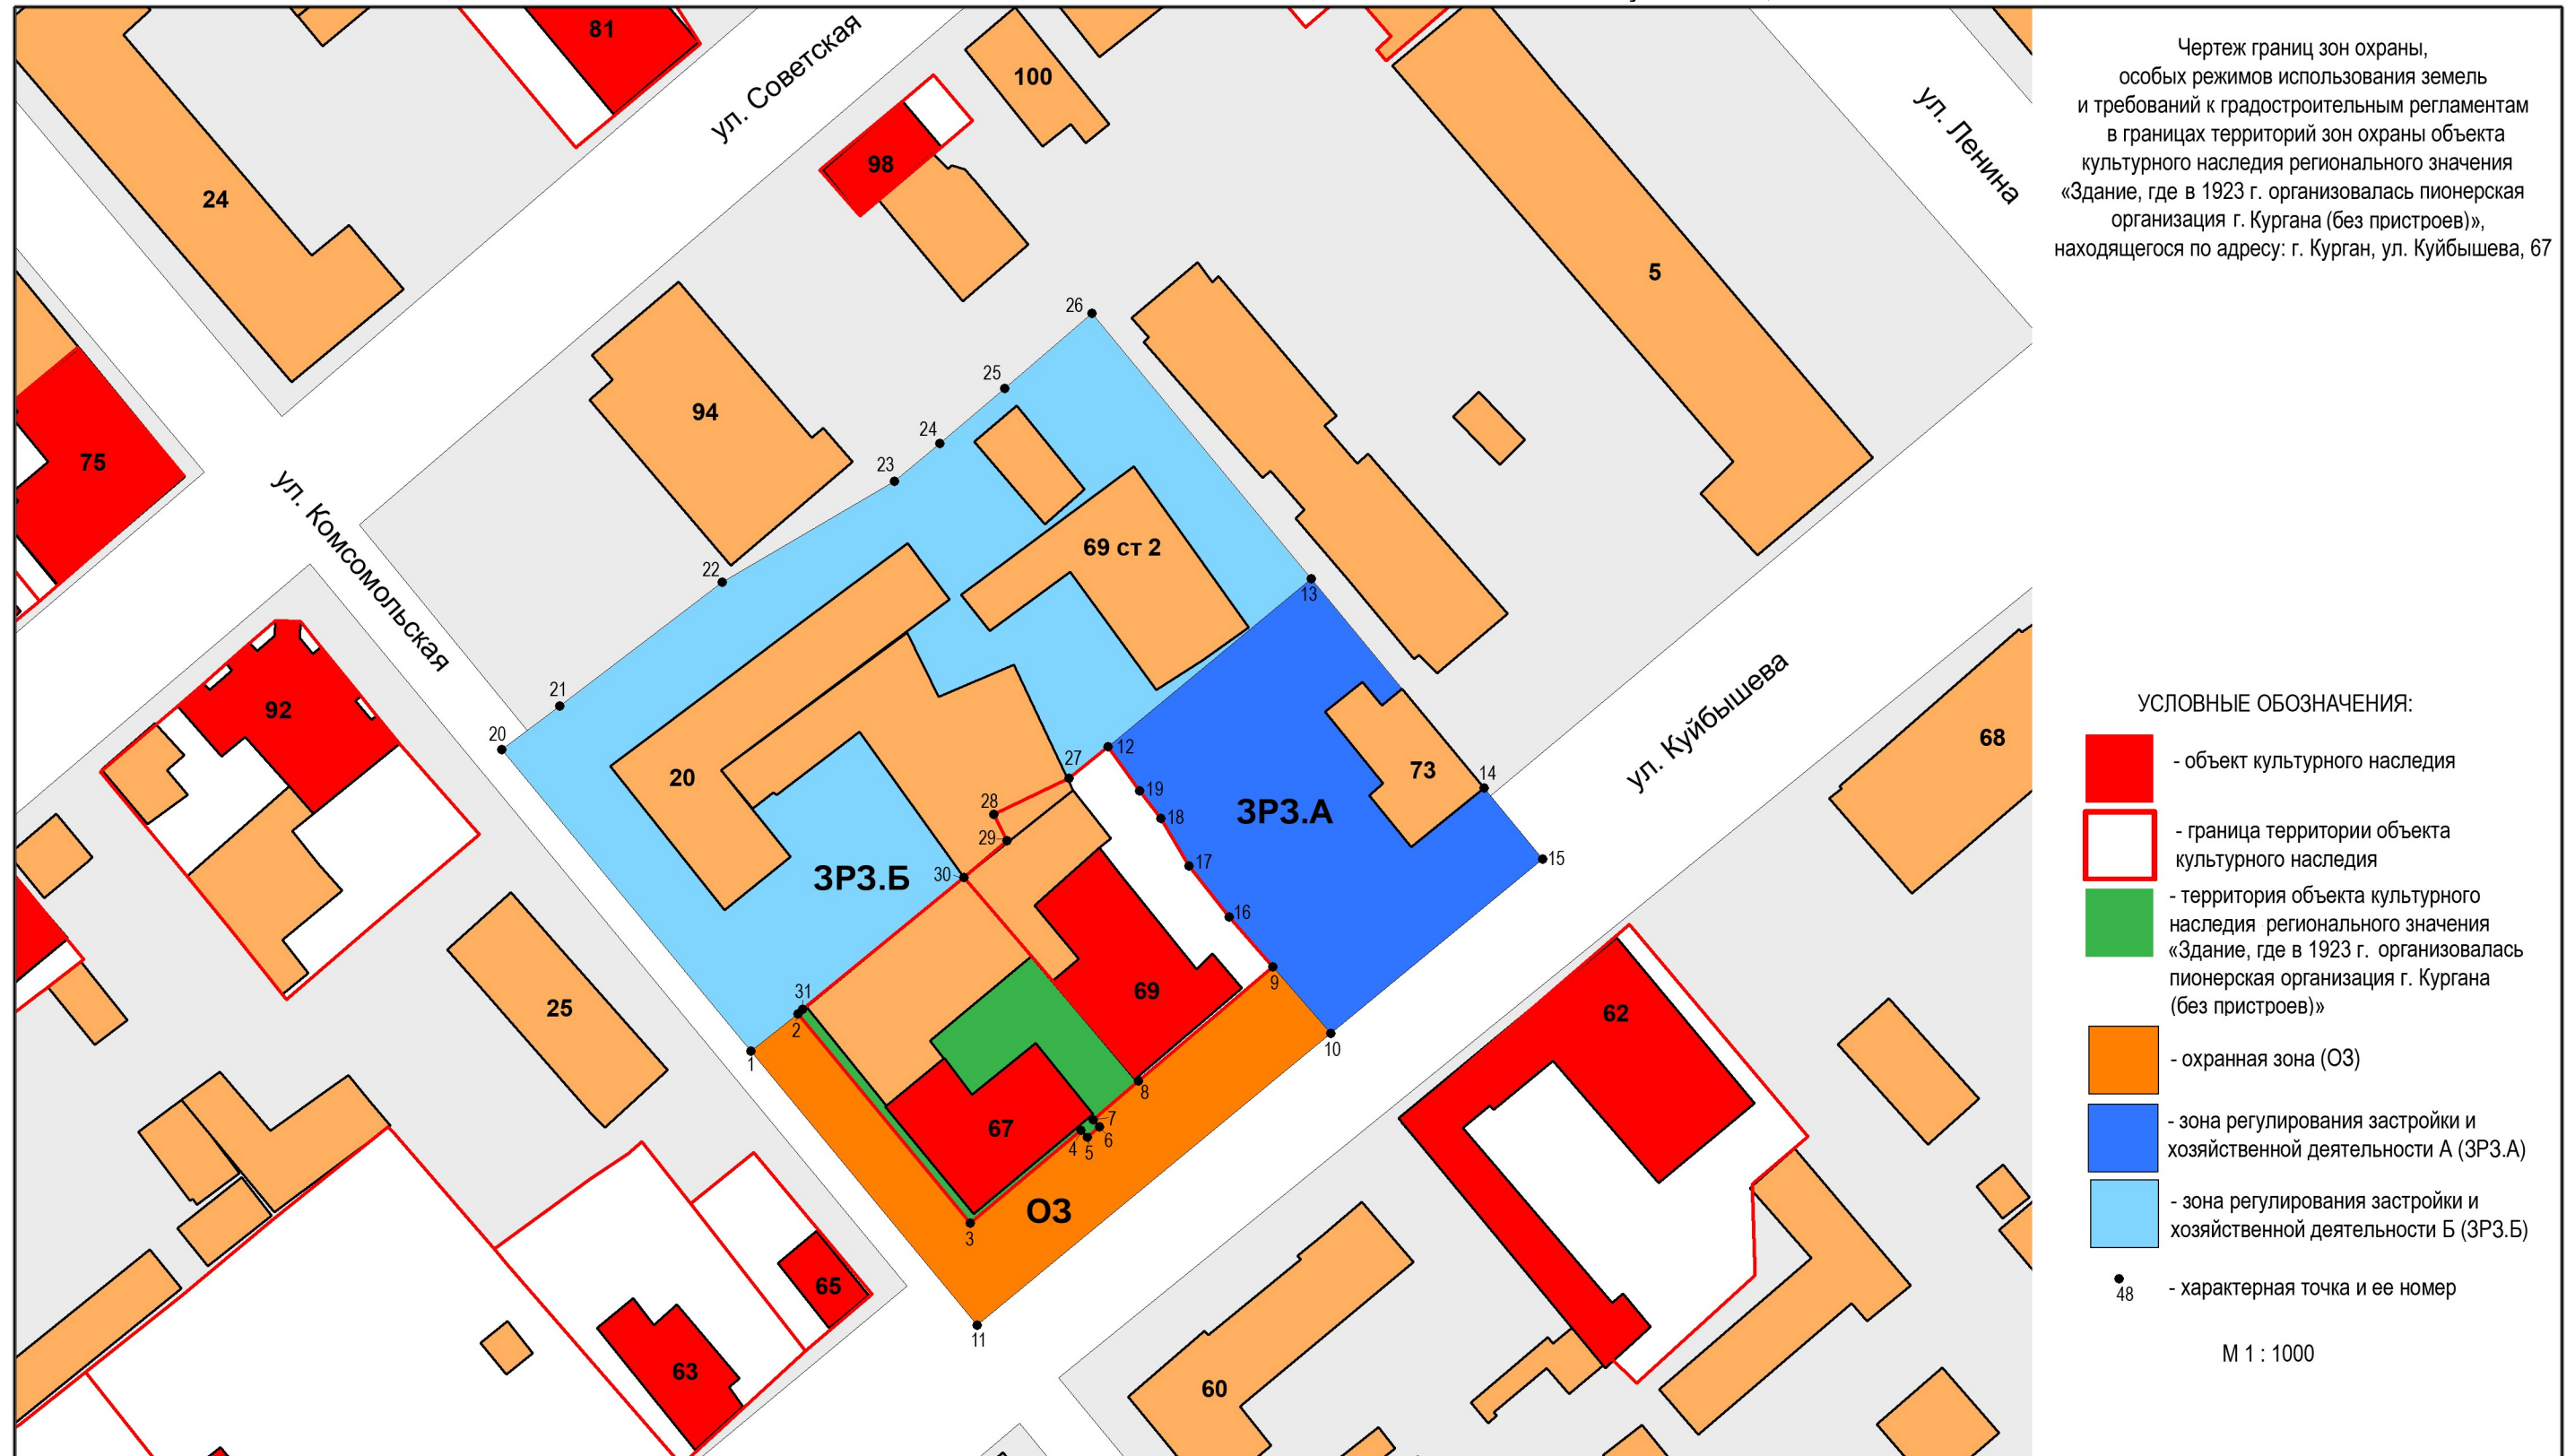 Чертеж границ зон охраны,
особых режимов использования земель
и требований к градостроительным регламентам
в границах территорий зон охраны объекта
культурного наследия регионального значения
«Здание, где в 1923 г. организовалась пионерская
организация г. Кургана (без пристроев)»,
находящегося по адресу: г. Курган, ул. Куйбышева, 67
81
ул. Советская
100
ул. Ленина
98
24
5
26
25
94
24
23
75
ул. Комсомольская
69 ст 2
22
13
21
92
20
20
27
12
ул. Куйбышева
73
14
68
19
28
18
ЗРЗ.А
29
17
15
30
ЗРЗ.Б
16
9
31
2
25
69
62
1
10
8
67
7
6
4
5
ОЗ
3
65
11
63
60
УСЛОВНЫЕ ОБОЗНАЧЕНИЯ:
- объект культурного наследия
- граница территории объекта
культурного наследия
- территория объекта культурного
наследия регионального значения
«Здание, где в 1923 г. организовалась
пионерская организация г. Кургана
(без пристроев)»
- охранная зона (ОЗ)
- зона регулирования застройки и
хозяйственной деятельности А (ЗРЗ.А)
- зона регулирования застройки и
хозяйственной деятельности Б (ЗРЗ.Б)
48
- характерная точка и ее номер
М 1 : 1000